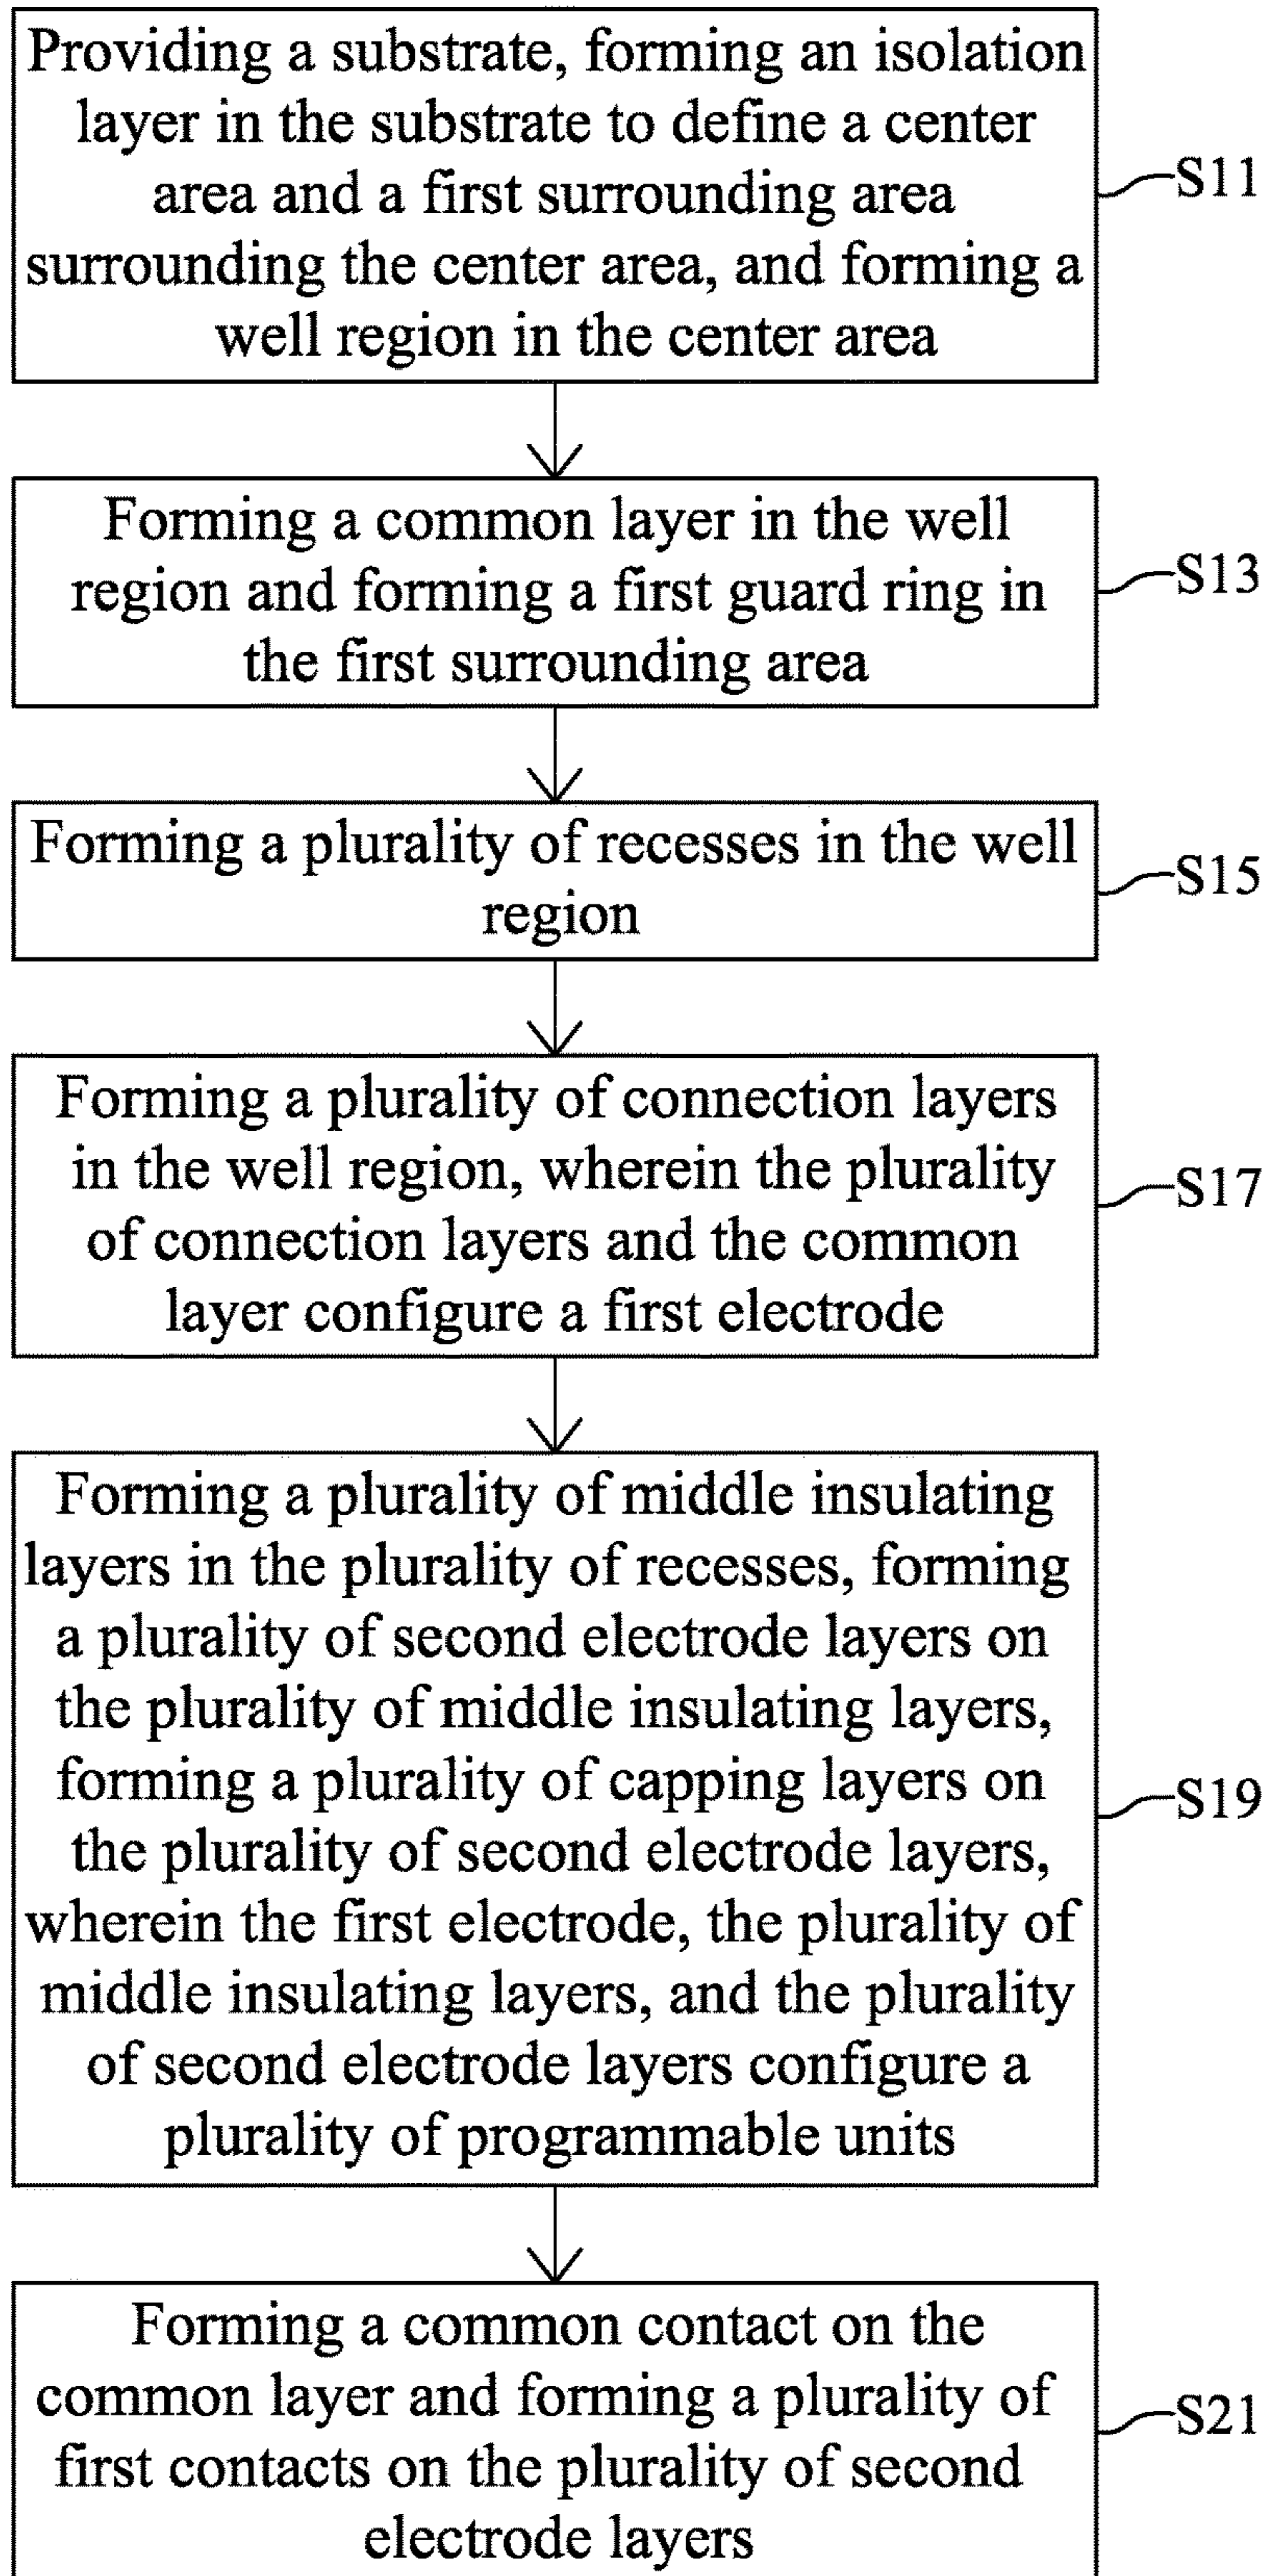 Providing a substrate, forming an isolation
layer in the substrate to define a center
area and a first surrounding area
surrounding the center area, and forming a
well region in the center area
S11
Forming a common layer in the well
region and forming a first guard ring in
the first surrounding area
S13
Forming a plurality of recesses in the well
region
S15
Forming a plurality of connection layers
in the well region, wherein the plurality
of connection layers and the common
layer configure a first electrode
S17
Forming a plurality of middle insulating
layers in the plurality of recesses, forming
a plurality of second electrode layers on
the plurality of middle insulating layers,
forming a plurality of capping layers on
the plurality of second electrode layers,
wherein the first electrode, the plurality of
middle insulating layers, and the plurality
of second electrode layers configure a
plurality of programmable units
S19
Forming a common contact on the
common layer and forming a plurality of
first contacts on the plurality of second
electrode layers
S21